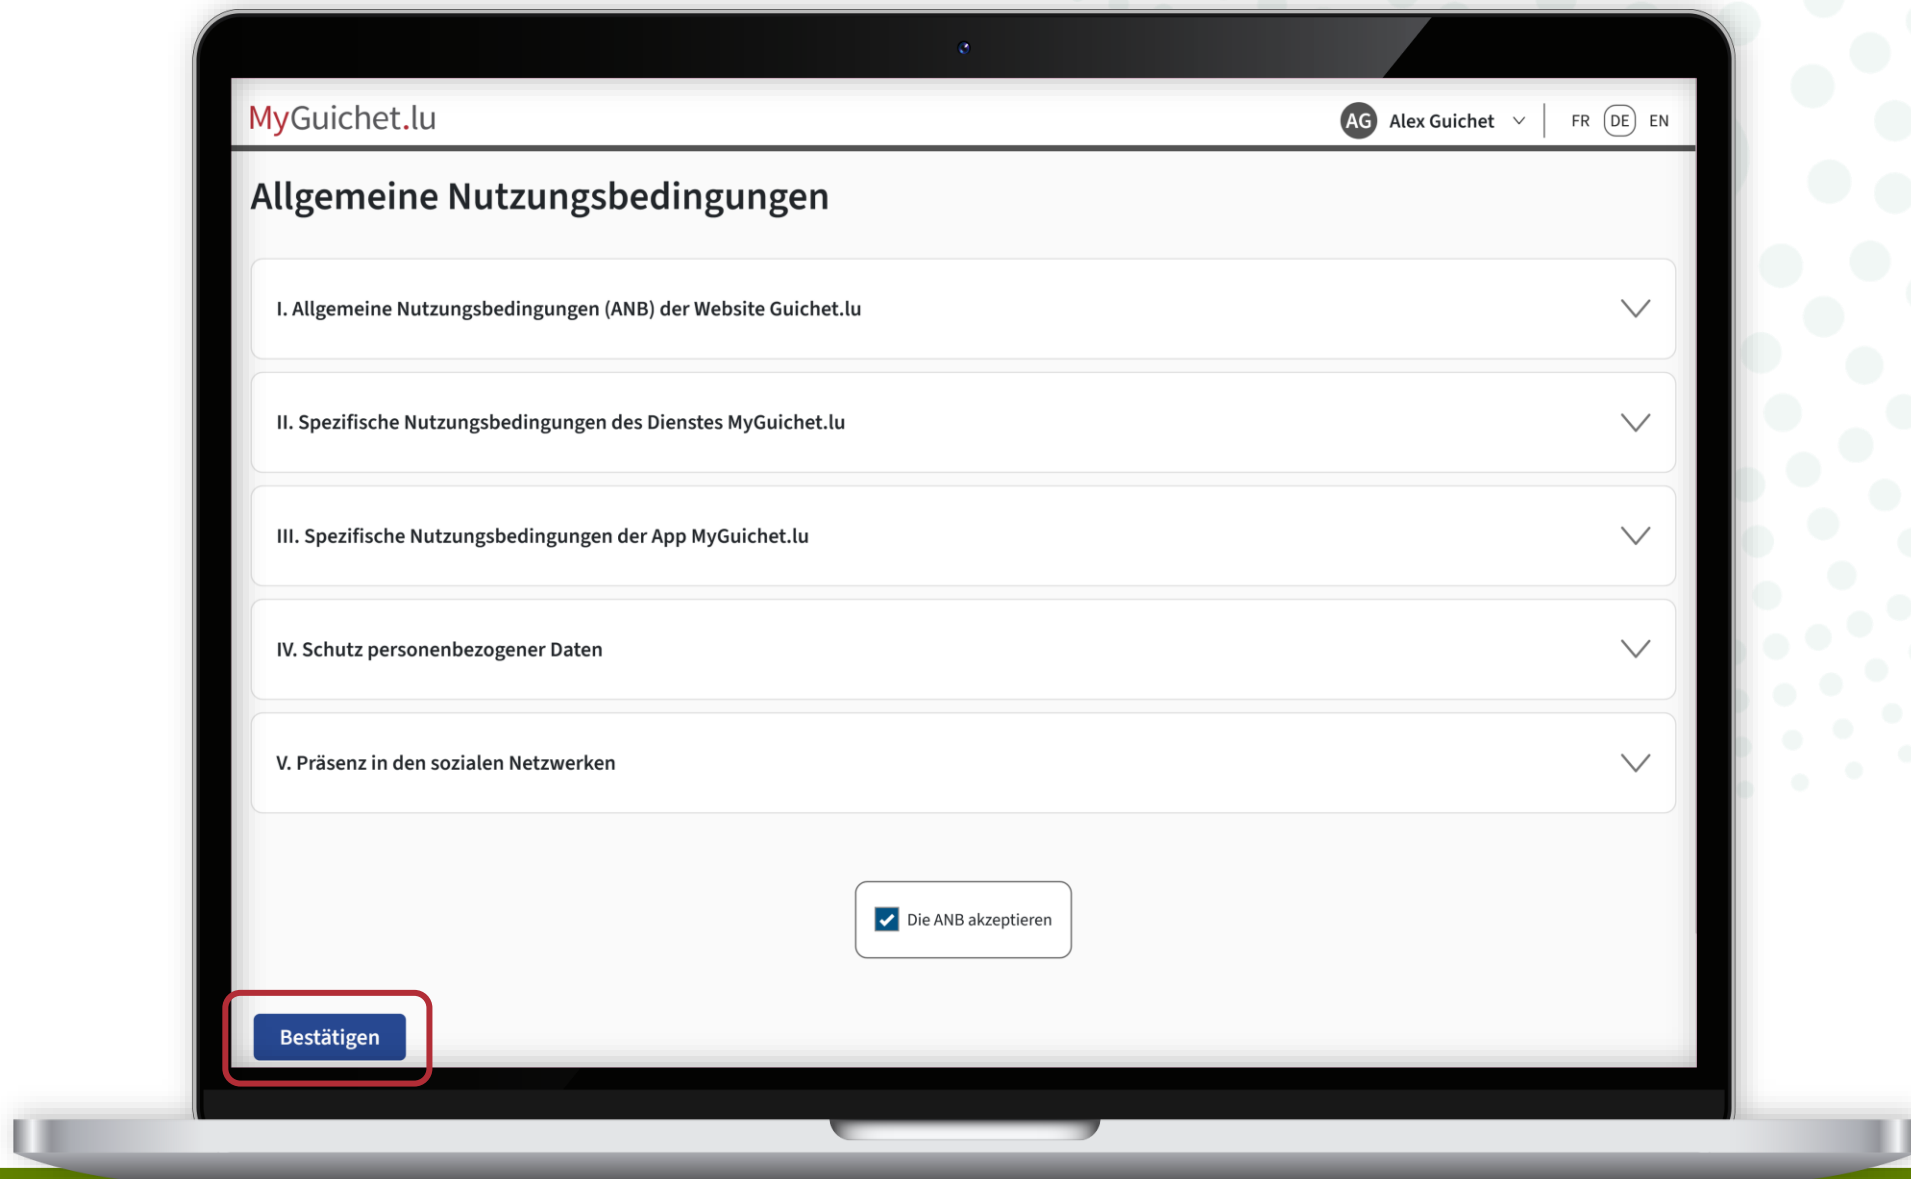 MyGuichet.lu
AG Alex Guichet FR DE EN
Allgemeine Nutzungsbedingungen
I. Allgemeine Nutzungsbedingungen (ANB) der Website Guichet.lu
II. Spezifische Nutzungsbedingungen des Dienstes MyGuichet.lu
III. Spezifische Nutzungsbedingungen der App MyGuichet.lu
IV. Schutz personenbezogener Daten
V. Präsenz in den sozialen Netzwerken
Die ANB akzeptieren
Bestätigen